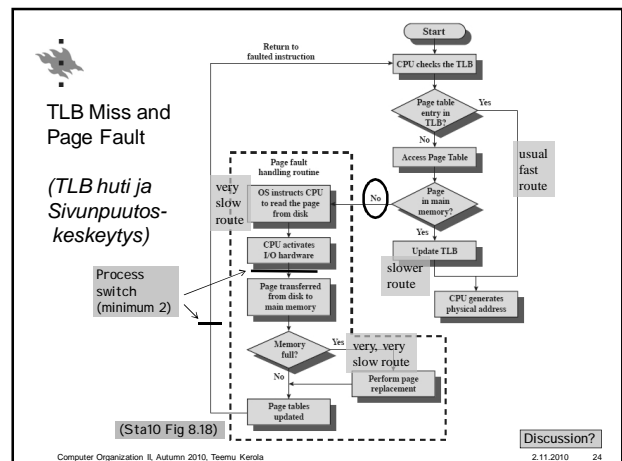 TLB Miss and
Page Fault
(TLB huti ja
Sivunpuutos-
keskeytys)
Start
Return to
faulted instruction
CPU checks the TLB
Page table
entry in
TLB?
Yes
No
usual
fast
route
Access Page Table
Page fault
handling routine
very
slow
route
OS instructs CPU
to read the page
from disk
No
Page
in main
memory?
Yes
CPU activates
I/O hardware
Update TLB
slower
route
Process
switch
(minimum 2)
Page transferred
from disk to
main memory
CPU generates
physical address
Memory
full?
Yes
very, very
slow route
No
Perform page
replacement
Page tables
updated
(Sta10 Fig 8.18)
Discussion?
Computer Organization II, Autumn 2010, Teemu Kerola
2.11.2010
24